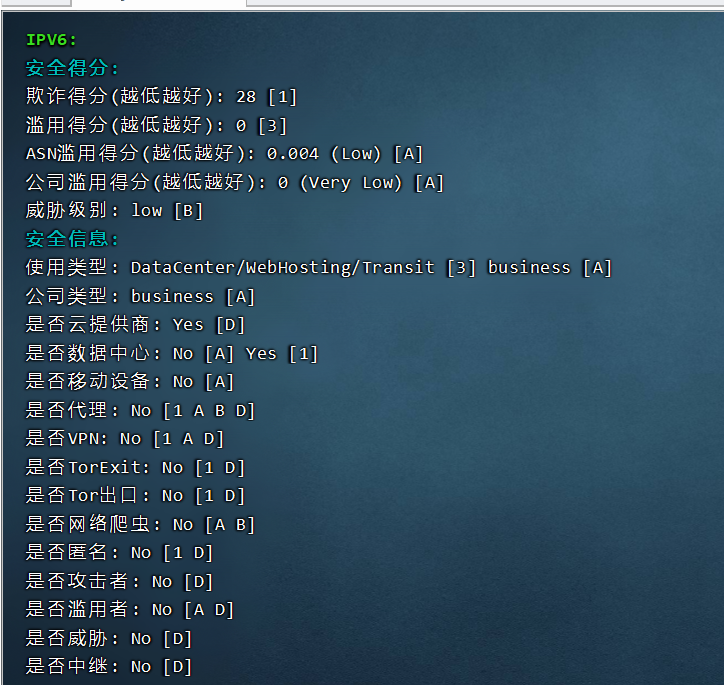 IPV6:
安全得分:
欺诈得分(越低越好): 28 [1]
滥用得分(越低越好): 0 [3]
ASN滥用得分(越低越好): 0.004 (Low) [A]
公司滥用得分(越低越好): 0 (Very Low) [A]
威胁级别: low [B]
安全信息:
使用类型: DataCenter/WebHosting/Transit [3] business [A]
公司类型: business [A]
是否云提供商: Yes [D]
是否数据中心: No [A] Yes [1]
是否移动设备: No [A]
是否代理: No [1 A B D]
是否VPN: No [1 A D]
是否TorExit: No [1 D]
是否Tor出口: No [1 D]
是否网络爬虫: No [A B]
是否匿名: No [1 D]
是否攻击者: No [D]
是否滥用者: No [A D]
是否威胁: No [D]
是否中继: No [D]